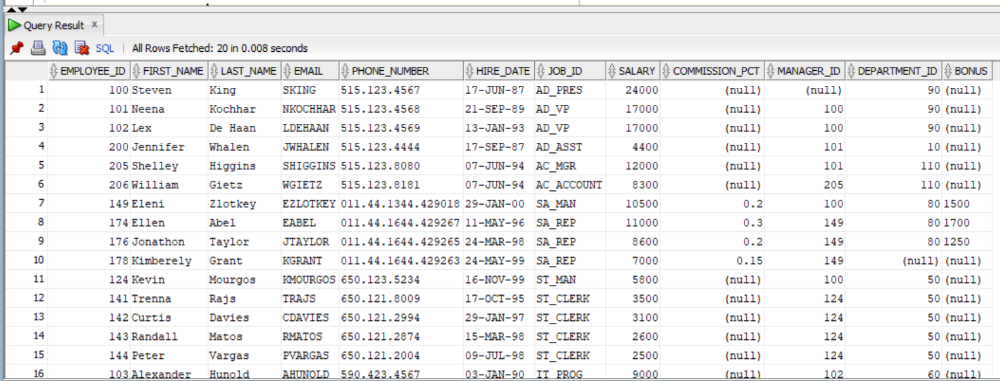 Query Result x
SQL | All Rows Fetched: 20 in 0.008 seconds
EMPLOYEE_ID FIRST_NAME LAST_NAME EMAIL PHONE_NUMBER HIRE_DATE JOB_ID SALARY COMMISSION_PCT MANAGER_ID DEPARTMENT_ID BONUS
1 100 Steven King SKING 515.123.4567 17-JUN-87 AD_PRES 24000 (null) (null) 90 (null)
2 101 Neena Kochhar NKOCHHAR 515.123.4568 21-SEP-89 AD_VP 17000 (null) 100 90 (null)
3 102 Lex De Haan LDEHAAN 515.123.4569 13-JAN-93 AD_VP 17000 (null) 100 90 (null)
4 200 Jennifer Whalen JWHALEN 515.123.4444 17-SEP-87 AD_ASST 4400 (null) 101 10 (null)
5 205 Shelley Higgins SHIGGINS 515.123.8080 07-JUN-94 AC_MGR 12000 (null) 101 110 (null)
6 206 William Gietz WGIETZ 515.123.8181 07-JUN-94 AC_ACCOUNT 8300 (null) 205 110 (null)
7 149 Eleni Zlotkey EZLOTKEY 011.44.1344.429018 29-JAN-00 SA_MAN 10500 0.2 100 80 1500
8 174 Ellen Abel EABEL 011.44.1644.429267 11-MAY-96 SA_REP 11000 0.3 149 80 1700
9 176 Jonathon Taylor JTAYLOR 011.44.1644.429265 24-MAR-98 SA_REP 8600 0.2 149 80 1250
10 178 Kimberely Grant KGRANT 011.44.1644.429263 24-MAY-99 SA_REP 7000 0.15 149 (null) (null)
11 124 Kevin Mourgos KMOURGOS 650.123.5234 16-NOV-99 ST_MAN 5800 (null) 100 50 (null)
12 141 Trenna Rajs TRAJS 650.121.8009 17-OCT-95 ST_CLERK 3500 (null) 124 50 (null)
13 142 Curtis Davies CDAVIES 650.121.2994 29-JAN-97 ST_CLERK 3100 (null) 124 50 (null)
14 143 Randall Matos RMATOS 650.121.2874 15-MAR-98 ST_CLERK 2600 (null) 124 50 (null)
15 144 Peter Vargas PVARGAS 650.121.2004 09-JUL-98 ST_CLERK 2500 (null) 124 50 (null)
16 103 Alexander Hunold AHUNOLD 590.423.4567 03-JAN-90 IT_PROG 9000 (null) 102 60 (null)